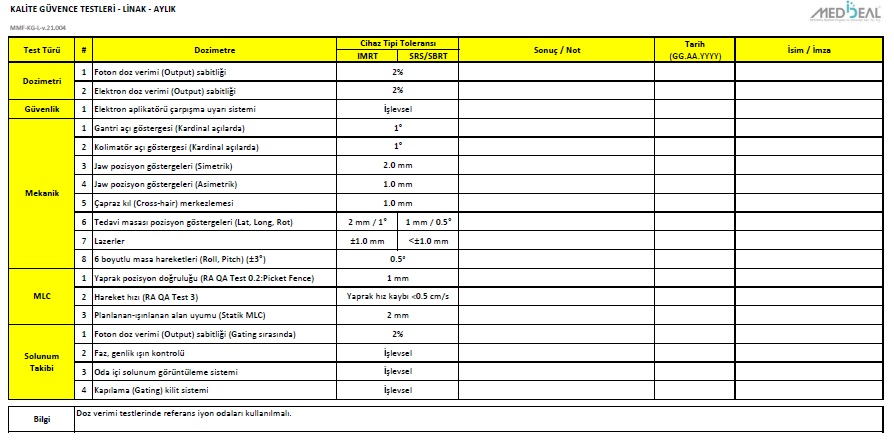 KALİTE GÜVENCE TESTLERİ - LİNAK - AYLIK
MEDİDEAL
MMF-KG-L-v.21.004
Test Türü # Dozimetre Cihaz Tipi Toleransı Sonuç / Not Tarih (GG.AA.YYYY) İsim / İmza
IMRT SRS/SBRT
Dozimetri
1 Foton doz verimi (Output) sabitliği 2%
2 Elektron doz verimi (Output) sabitliği 2%
Güvenlik 1 Elektron aplikatörü çarpışma uyarı sistemi İşlevsel
Mekanik
1 Gantri açı göstergesi (Kardinal açılarda) 1°
2 Kolimatör açı göstergesi (Kardinal açılarda) 1°
3 Jaw pozisyon göstergeleri (Simetrik) 2.0 mm
4 Jaw pozisyon göstergeleri (Asimetrik) 1.0 mm
5 Çapraz kıl (Cross-hair) merkezlemesi 1.0 mm
6 Tedavi masası pozisyon göstergeleri (Lat, Long, Rot) 2 mm / 1° 1 mm / 0.5°
7 Lazerler ±1.0 mm <±1.0 mm
8 6 boyutlu masa hareketleri (Roll, Pitch) (±3°) 0.5°
MLC
1 Yaprak pozisyon doğruluğu (RA QA Test 0.2:Picket Fence) 1 mm
2 Hareket hızı (RA QA Test 3) Yaprak hız kaybı <0.5 cm/s
3 Planlanan-ışınlanan alan uyumu (Statik MLC) 2 mm
Solunum Takibi
1 Foton doz verimi (Output) sabitliği (Gating sırasında) 2%
2 Faz, genlik ışın kontrolü İşlevsel
3 Oda içi solunum görüntüleme sistemi İşlevsel
4 Kapılama (Gating) kilit sistemi İşlevsel
Bilgi Doz verimi testlerinde referans iyon odaları kullanılmalı.